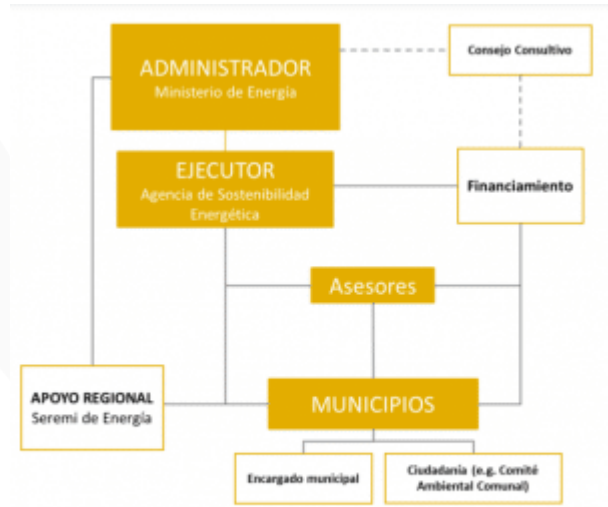 ADMINISTRADOR
Ministerio de Energía
Consejo Consultivo
EJECUTOR
Agencia de Sostenibilidad
Energética
Financiamiento
Asesores
APOYO REGIONAL
Seremi de Energía
MUNICIPIOS
Encargado municipal
Ciudadanía (e.g. Comité
Ambiental Comunal)